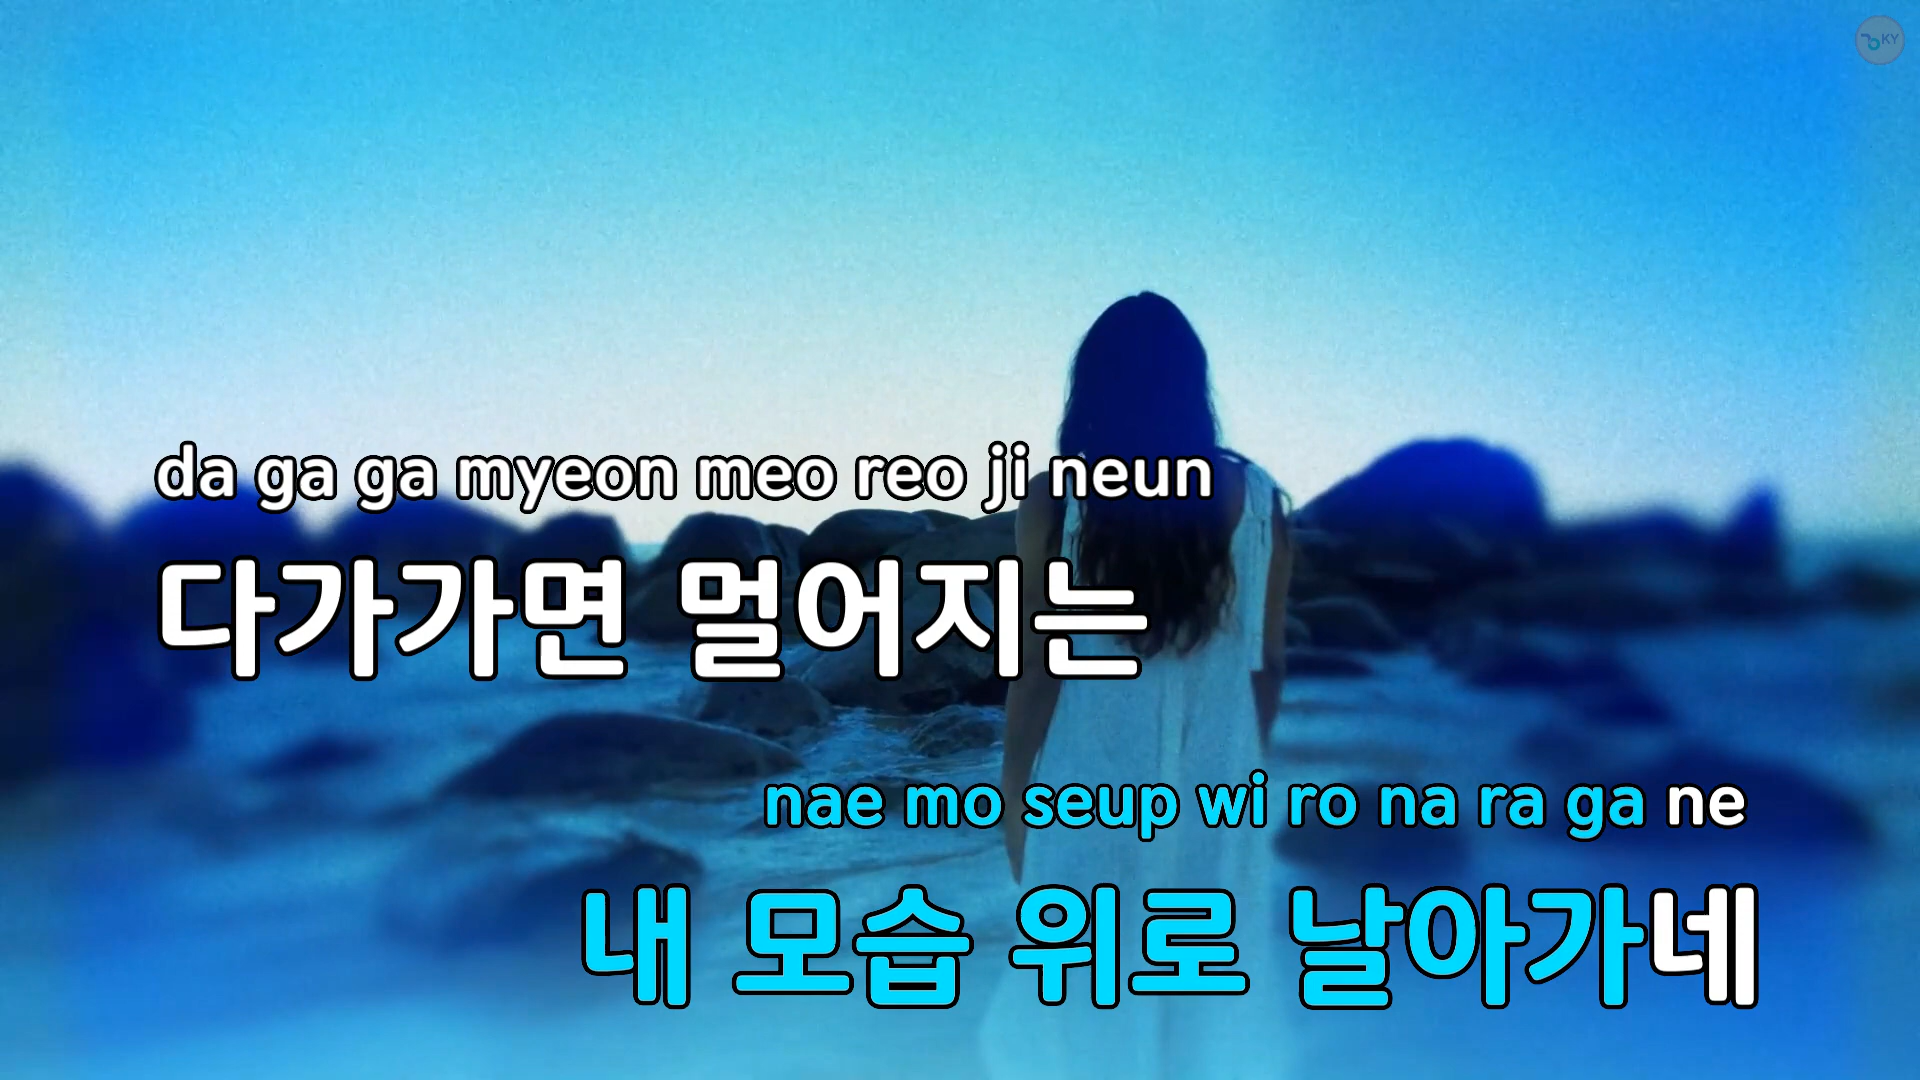 KY
da ga ga myeon meo reo ji neun
다가가면 멀어지는
nae mo seup wi ro na ra ga ne
내 모습 위로 날아가네